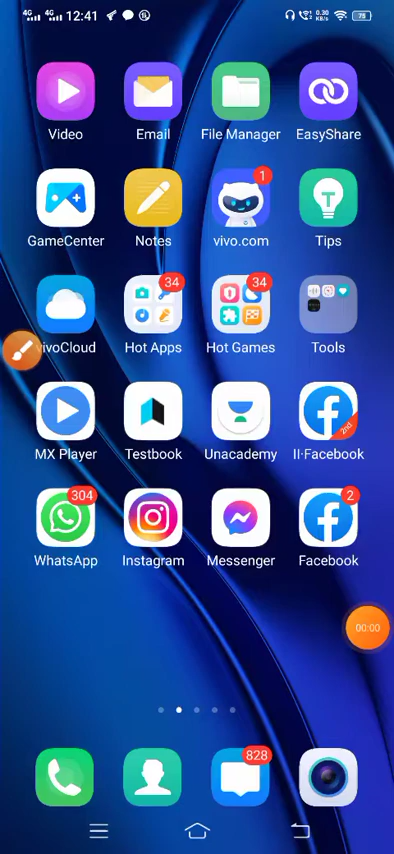 4G 4G 12:41 0.30 KB/s 75
Video Email File Manager EasyShare
1
GameCenter Notes vivo.com Tips
34 34
vivoCloud Hot Apps Hot Games Tools
2nd
MX Player Testbook Unacademy II·Facebook
304 2
WhatsApp Instagram Messenger Facebook
00:00
828